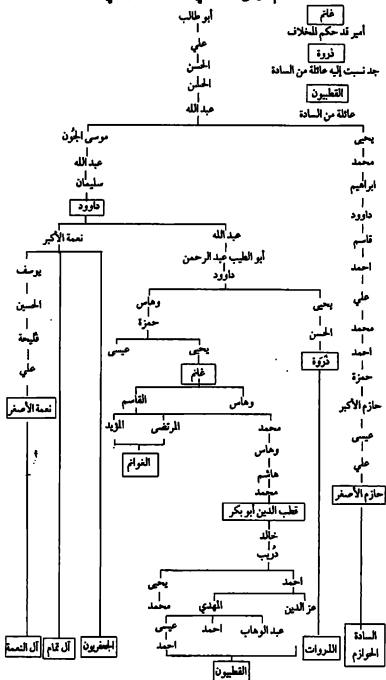 أبو طالب
علي
الحسن
الحسن
عبد الله
غانم
أمير قد حكم المخلاف
ذروة
جد نسبت إليه عائلة من السادة
القطبيون
عائلة من السادة
يحيى
محمد
ابراهيم
داوود
قاسم
احمد
علي
محمد
احمد
حمزة
حازم الأكبر
عيسى
علي
حازم الأصغر
السادة
الحوازم
موسى الجون
عبد الله
سليمان
داوود
عبد الله
أبو الطيب عبد الرحمن
داوود
يحيى
الحسن
ذَرْوَة
الذروات
وهاس
حمزة
يحيى
عيسى
غانم
وهاس
القاسم
المرتضى
المؤيد
الغوانم
محمد
وهاس
هاشم
محمد
قطب الدين أبو بكر
خالد
دُريب
احمد
يحيى
محمد
عز الدين
المهدي
عبد الوهاب
احمد
عيسى
احمد
القطبيون
نعمة الأكبر
يوسف
الحسين
فليحة
علي
نعمة الأصغر
الجعفريون
آل تمام
آل النعمة